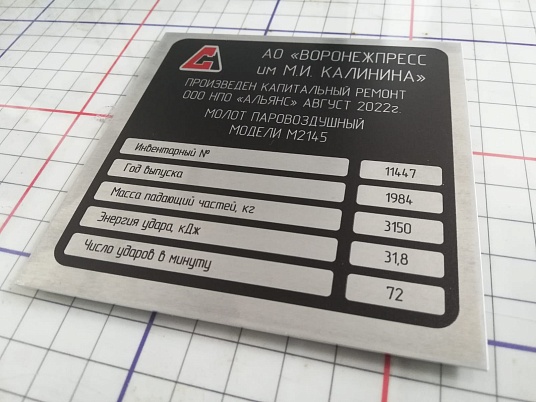 АО «ВОРОНЕЖПРЕСС
им М.И. КАЛИНИНА»
ПРОИЗВЕДЕН КАПИТАЛЬНЫЙ РЕМОНТ
ООО НПО «АЛЬЯНС» АВГУСТ 2022г.
МОЛОТ ПАРОВОЗДУШНЫЙ
МОДЕЛИ М2145
Инвентарный № 11447
Год выпуска 1984
Масса падающий частей, кг 3150
Энергия удара, кДж 31,8
Число ударов в минуту 72